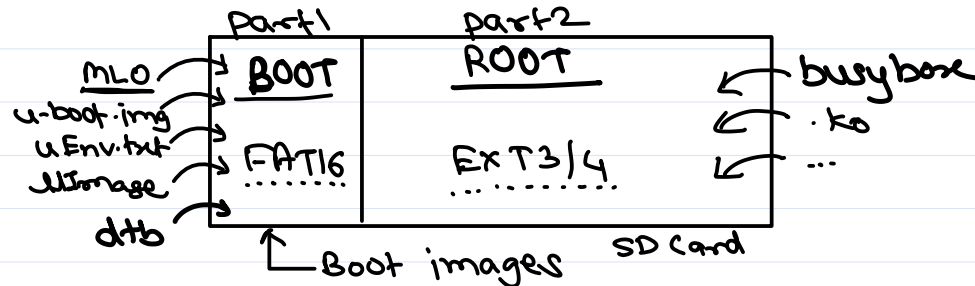 Part1 part2
MLO BOOT ROOT busybox
u-boot.img .ko
uEnv.txt FAT16 EXT3/4 ...
uImage
dtb
Boot images SD Card